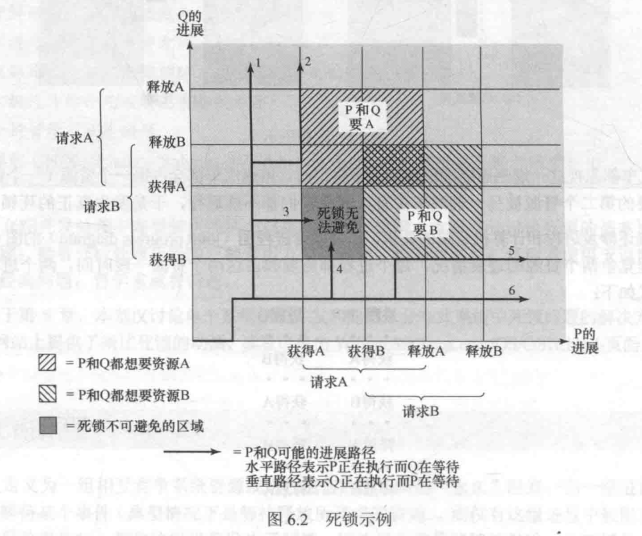 Q的
进展
1
2
释放A
P和Q
要A
请求A
释放B
获得A
请求B
3
死锁无
法避免
P和Q
要B
获得B
4
5
6
P的
进展
获得A 获得B 释放A 释放B
请求A
请求B
= P和Q都想要资源A
= P和Q都想要资源B
= 死锁不可避免的区域
= P和Q可能的进展路径
水平路径表示P正在执行而Q在等待
垂直路径表示Q正在执行而P在等待
图 6.2 死锁示例